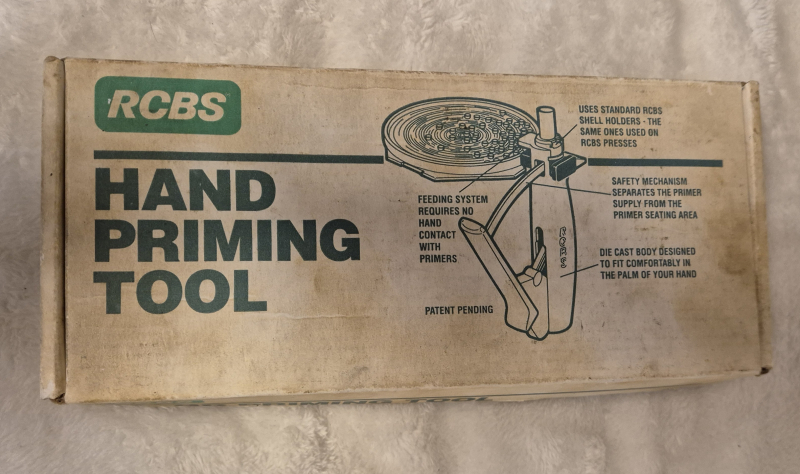 RCBS
HAND
PRIMING
TOOL
USES STANDARD RCBS
SHELL HOLDERS - THE
SAME ONES USED ON
RCBS PRESSES
SAFETY MECHANISM
SEPARATES THE PRIMER
SUPPLY FROM THE
PRIMER SEATING AREA
FEEDING SYSTEM
REQUIRES NO
HAND
CONTACT
WITH
PRIMERS
RCBS
DIE CAST BODY DESIGNED
TO FIT COMFORTABLY IN
THE PALM OF YOUR HAND
PATENT PENDING